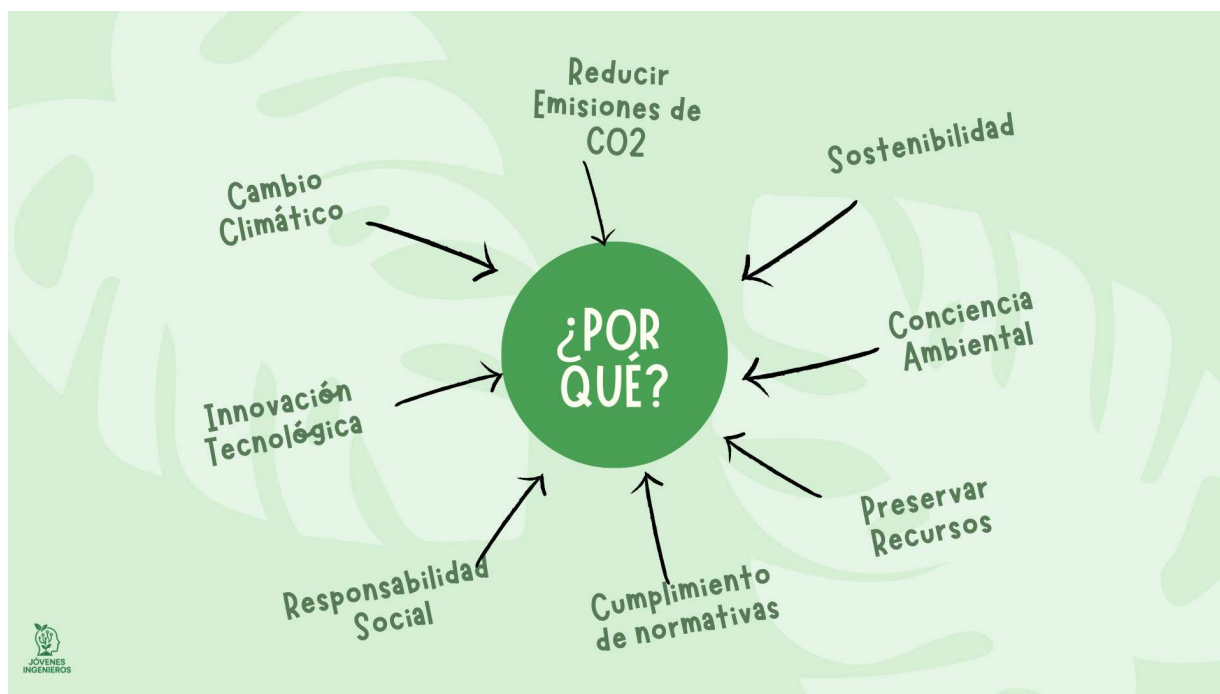 Reducir
Emisiones de
CO2
Sostenibilidad
Cambio
Climático
Conciencia
Ambiental
¿POR
QUÉ?
Innovación
Tecnológica
Preservar
Recursos
Responsabilidad
Social
Cumplimiento
de normativas
JÓVENES
INGENIEROS